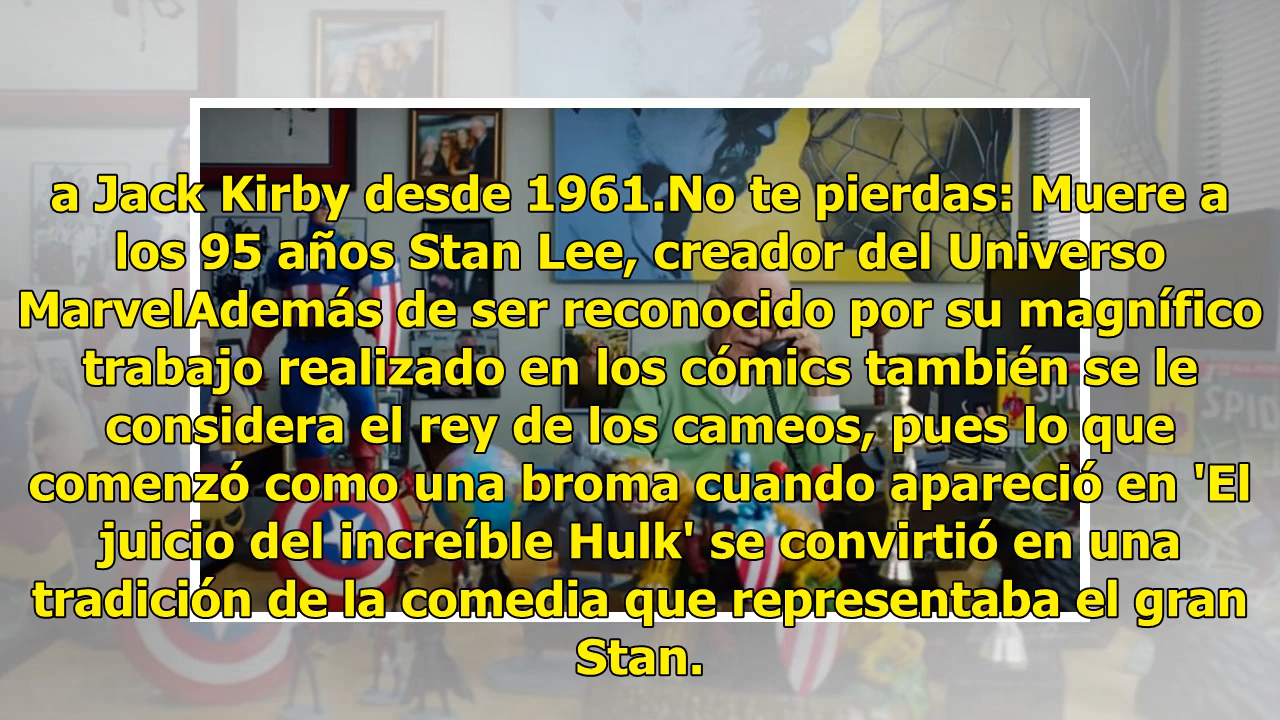 a Jack Kirby desde 1961.No te pierdas: Muere a
los 95 años Stan Lee, creador del Universo
MarvelAdemás de ser reconocido por su magnífico
trabajo realizado en los cómics también se le
considera el rey de los cameos, pues lo que
comenzó como una broma cuando apareció en 'El
juicio del increíble Hulk' se convirtió en una
tradición de la comedia que representaba el gran
Stan.